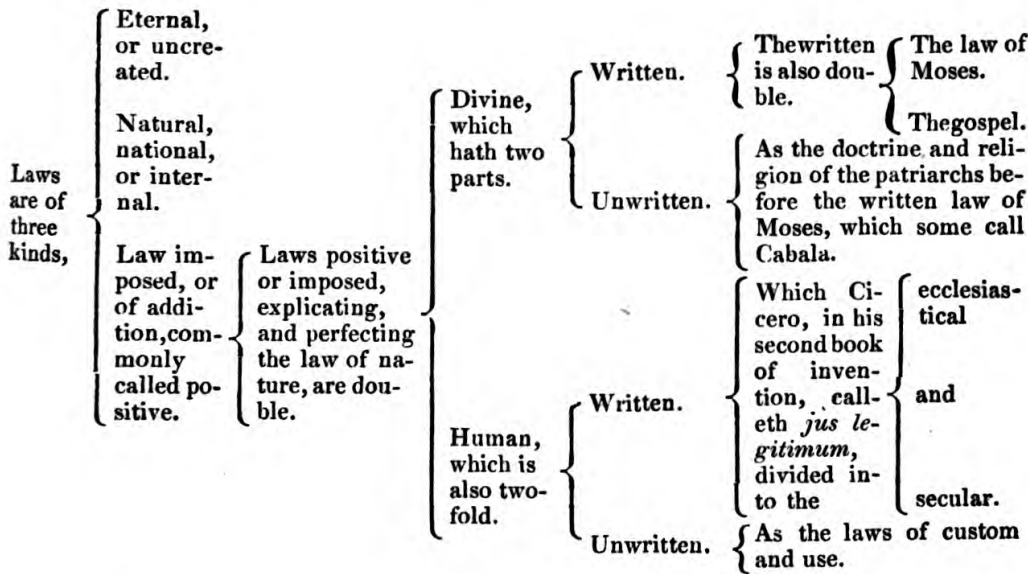 Laws
are of
three
kinds,
Eternal,
or uncre-
ated.
Natural,
national,
or inter-
nal.
Law im-
posed, or
of addi-
tion,com-
monly
called po-
sitive.
Laws positive
or imposed,
explicating,
and perfecting
the law of na-
ture, are dou-
ble.
Divine,
which
hath two
parts.
Written.
Thewritten
is also dou-
ble.
The law of
Moses.
Thegospel.
Unwritten.
As the doctrine and reli-
gion of the patriarchs be-
fore the written law of
Moses, which some call
Cabala.
Human,
which is
also two-
fold.
Written.
Which Ci-
cero, in his
second book
of inven-
tion, call-
eth jus le-
gitimum,
divided in-
to the
ecclesias-
tical
and
secular.
Unwritten.
As the laws of custom
and use.